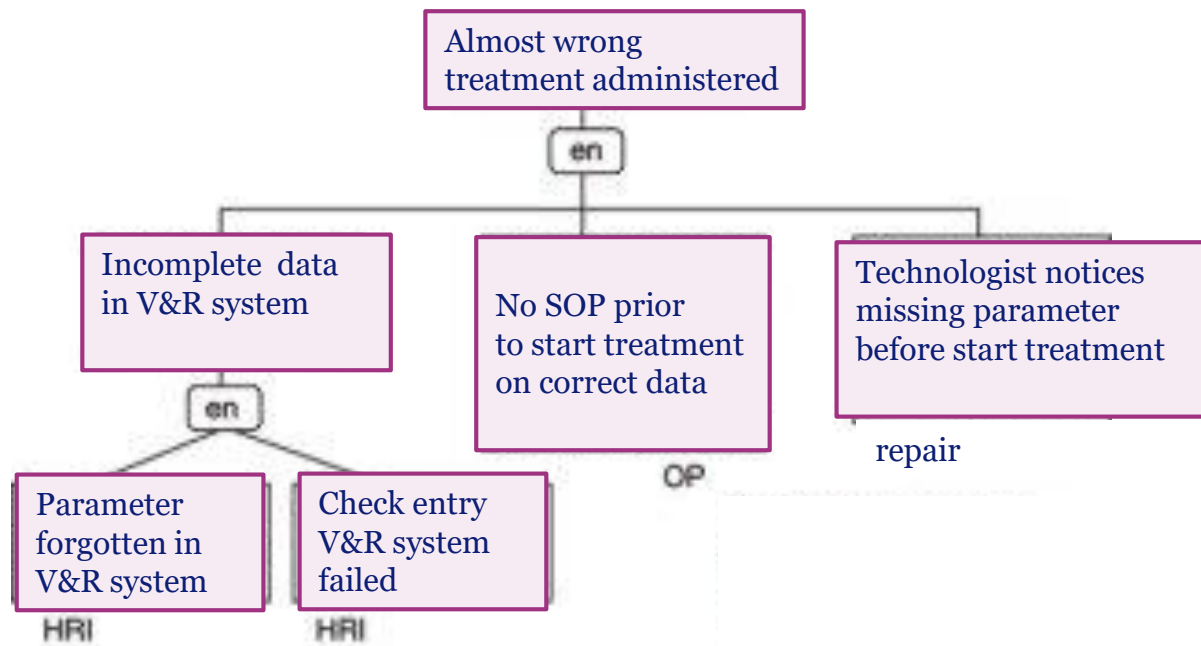 Almost wrong
treatment administered
en
Incomplete data
in V&R system
No SOP prior
to start treatment
on correct data
Technologist notices
missing parameter
before start treatment
en
repair
OP
Parameter
forgotten in
V&R system
Check entry
V&R system
failed
HRI
HRI